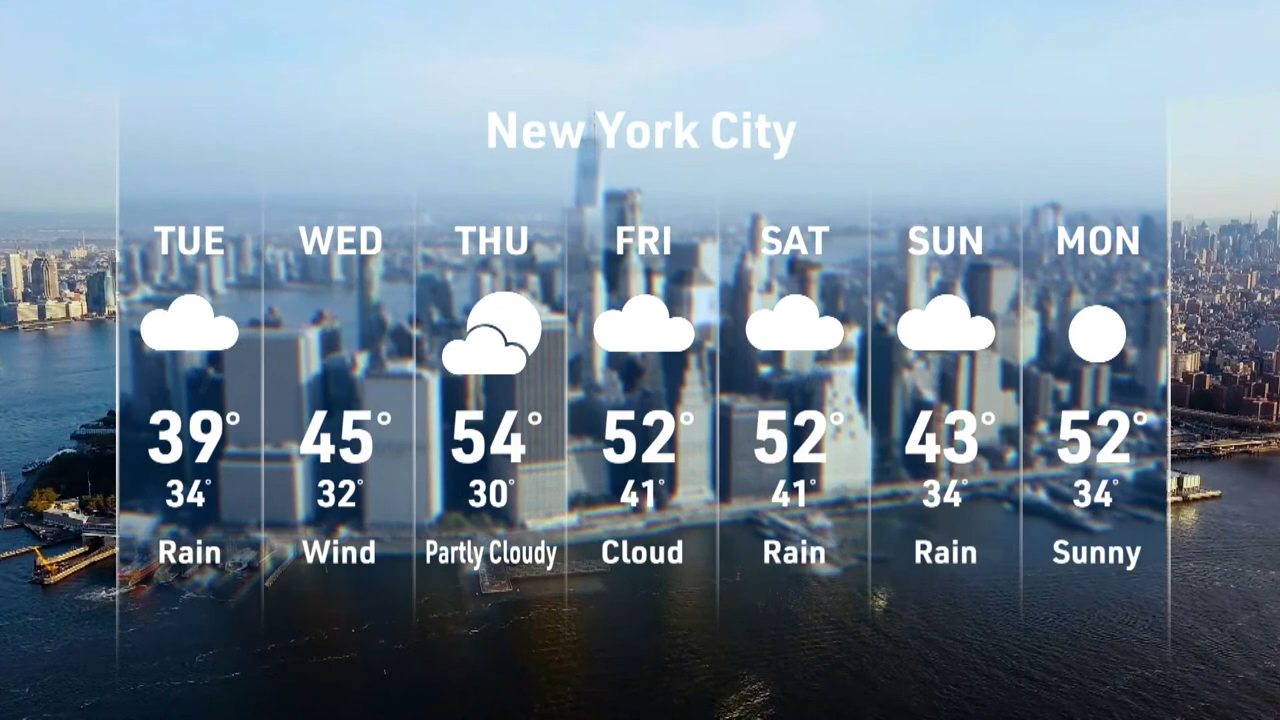 New York City
TUE WED THU FRI SAT SUN MON
39° 45° 54° 52° 52° 43° 52°
34° 32° 30° 41° 41° 34° 34°
Rain Wind Partly Cloudy Cloud Rain Rain Sunny